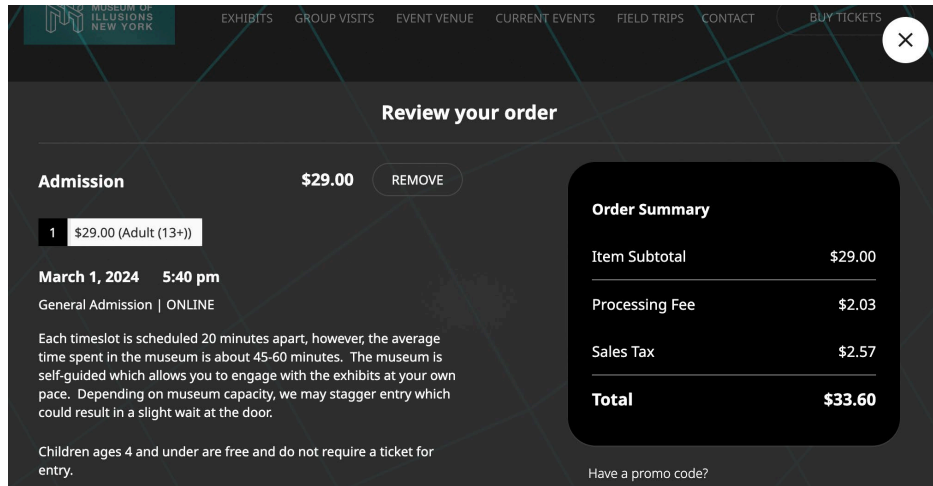 MUSEUM OF
ILLUSIONS
NEW YORK
EXHIBITS GROUP VISITS EVENT VENUE CURRENT EVENTS FIELD TRIPS CONTACT BUY TICKETS
Review your order
Admission $29.00 REMOVE
1 $29.00 (Adult (13+))
March 1, 2024 5:40 pm
General Admission | ONLINE
Each timeslot is scheduled 20 minutes apart, however, the average
time spent in the museum is about 45-60 minutes. The museum is
self-guided which allows you to engage with the exhibits at your own
pace. Depending on museum capacity, we may stagger entry which
could result in a slight wait at the door.
Children ages 4 and under are free and do not require a ticket for
entry.
Order Summary
Item Subtotal $29.00
Processing Fee $2.03
Sales Tax $2.57
Total $33.60
Have a promo code?